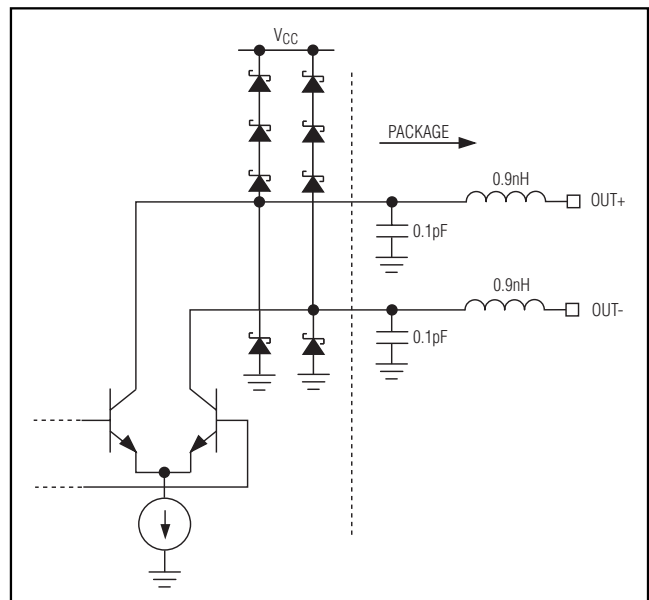 VCC
PACKAGE
0.9nH
OUT+
0.1pF
0.9nH
OUT-
0.1pF